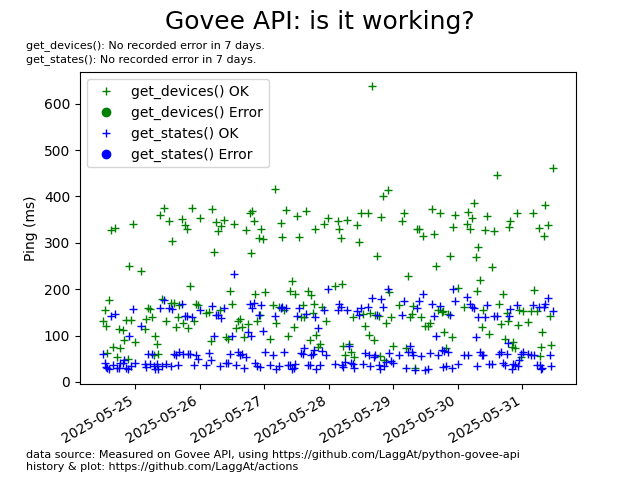 Govee API: is it working?
get_devices(): No recorded error in 7 days.
get_states(): No recorded error in 7 days.
get_devices() OK
get_devices() Error
get_states() OK
get_states() Error
Ping (ms)
600
500
400
300
200
100
0
2025-05-25
2025-05-26
2025-05-27
2025-05-28
2025-05-29
2025-05-30
2025-05-31
data source: Measured on Govee API, using https://github.com/LaggAt/python-govee-api
history & plot: https://github.com/LaggAt/actions